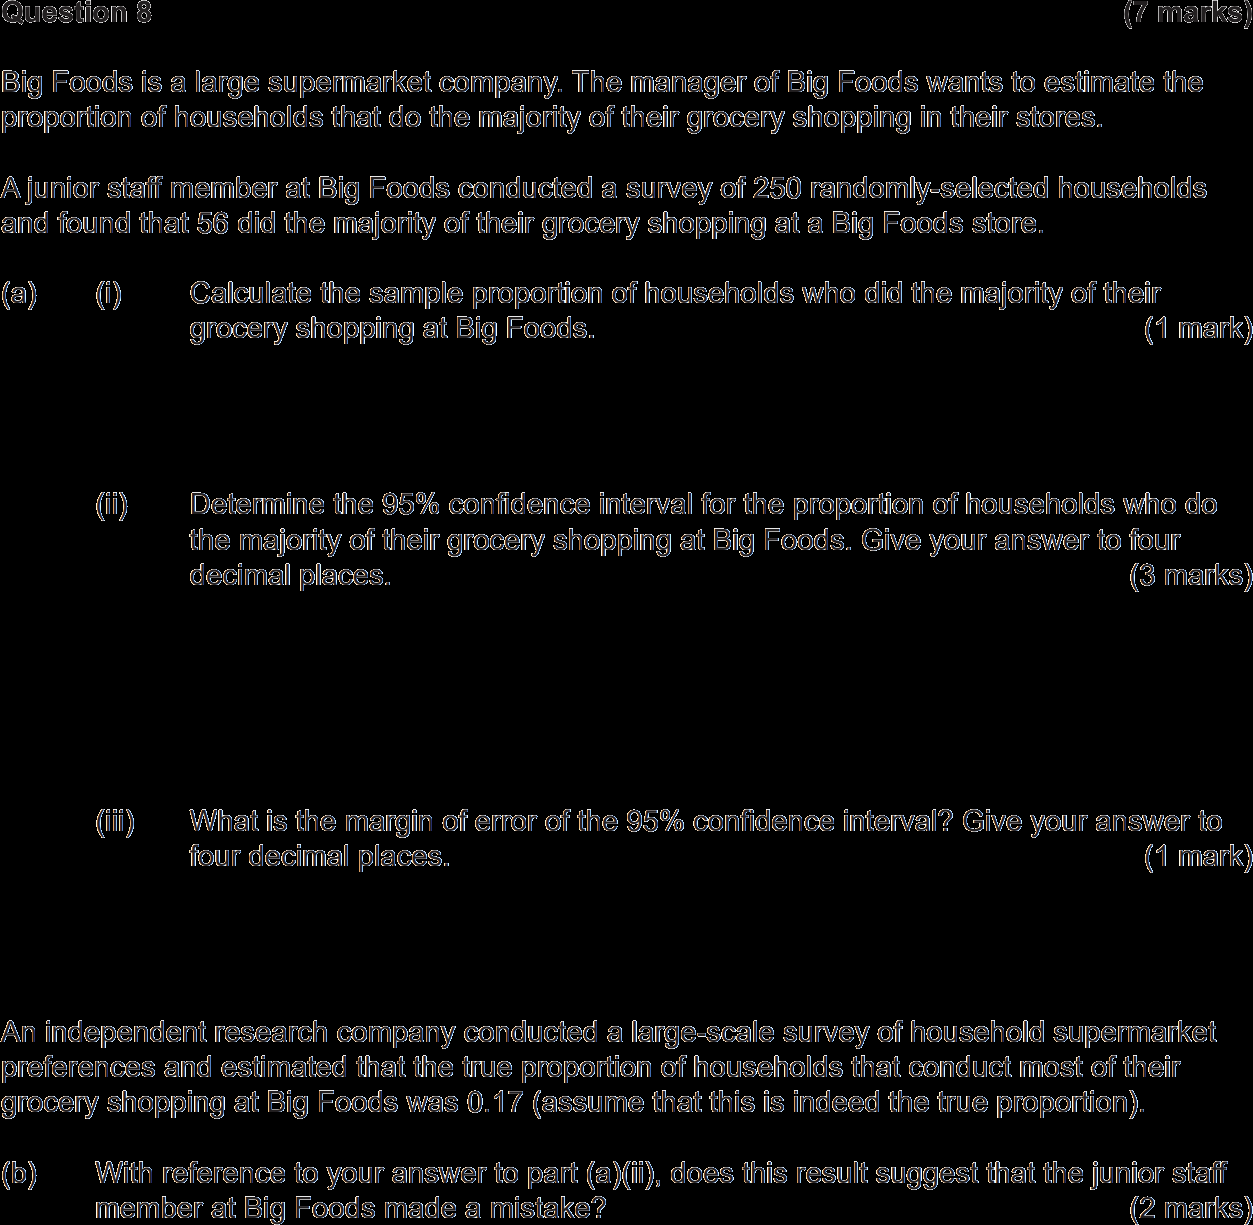 Question 8 (7 marks)
Big Foods is a large supermarket company. The manager of Big Foods wants to estimate the
proportion of households that do the majority of their grocery shopping in their stores.
A junior staff member at Big Foods conducted a survey of 250 randomly-selected households
and found that 56 did the majority of their grocery shopping at a Big Foods store.
(a) (i) Calculate the sample proportion of households who did the majority of their
grocery shopping at Big Foods. (1 mark)
(ii) Determine the 95% confidence interval for the proportion of households who do
the majority of their grocery shopping at Big Foods. Give your answer to four
decimal places. (3 marks)
(iii) What is the margin of error of the 95% confidence interval? Give your answer to
four decimal places. (1 mark)
An independent research company conducted a large-scale survey of household supermarket
preferences and estimated that the true proportion of households that conduct most of their
grocery shopping at Big Foods was 0.17 (assume that this is indeed the true proportion).
(b) With reference to your answer to part (a)(ii), does this result suggest that the junior staff
member at Big Foods made a mistake? (2 marks)